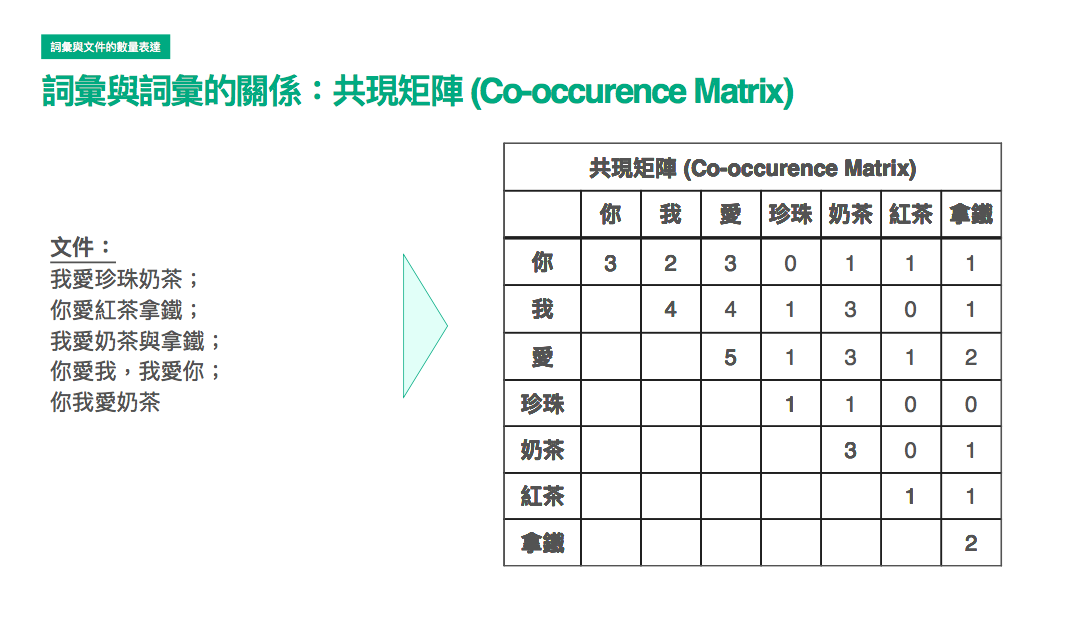 詞彙與文件的數量表達
詞彙與詞彙的關係：共現矩陣 (Co-occurence Matrix)
文件：
我愛珍珠奶茶；
你愛紅茶拿鐵；
我愛奶茶與拿鐵；
你愛我，我愛你；
你我愛奶茶
共現矩陣 (Co-occurence Matrix)
你 我 愛 珍珠 奶茶 紅茶 拿鐵
你 3 2 3 0 1 1 1
我 4 4 1 3 0 1
愛 5 1 3 1 2
珍珠 1 1 0 0
奶茶 3 0 1
紅茶 1 1
拿鐵 2